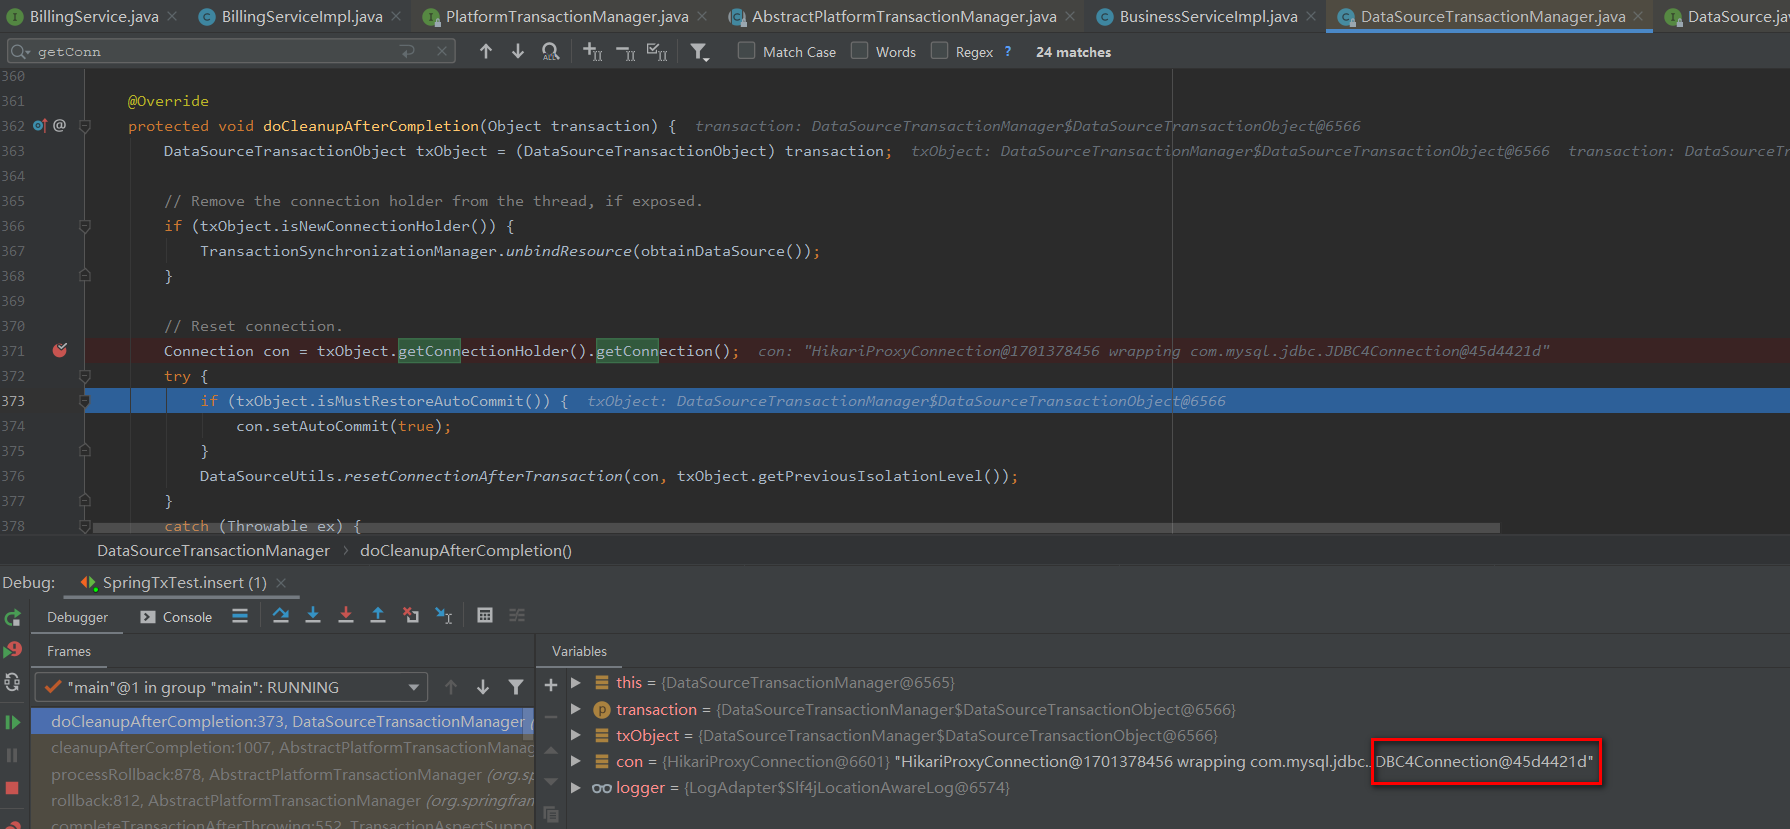 BillingService.java BillingServiceImpl.java PlatformTransactionManager.java AbstractPlatformTransactionManager.java BusinessServiceImpl.java DataSourceTransactionManager.java DataSource.jav
getConn Match Case Words Regex ? 24 matches
360
361 @Override
362 protected void doCleanupAfterCompletion(Object transaction) { transaction: DataSourceTransactionManager$DataSourceTransactionObject@6566
363 DataSourceTransactionObject txObject = (DataSourceTransactionObject) transaction; txObject: DataSourceTransactionManager$DataSourceTransactionObject@6566 transaction: DataSourceTr
364
365 // Remove the connection holder from the thread, if exposed.
366 if (txObject.isNewConnectionHolder()) {
367 TransactionSynchronizationManager.unbindResource(obtainDataSource());
368 }
369
370 // Reset connection.
371 Connection con = txObject.getConnectionHolder().getConnection(); con: "HikariProxyConnection@1701378456 wrapping com.mysql.jdbc.JDBC4Connection@45d4421d"
372 try {
373 if (txObject.isMustRestoreAutoCommit()) { txObject: DataSourceTransactionManager$DataSourceTransactionObject@6566
374 con.setAutoCommit(true);
375 }
376 DataSourceUtils.resetConnectionAfterTransaction(con, txObject.getPreviousIsolationLevel());
377 }
378 catch (Throwable ex) {
DataSourceTransactionManager › doCleanupAfterCompletion()
Debug: SpringTxTest.insert (1)
Debugger Console
Frames
"main"@1 in group "main": RUNNING
doCleanupAfterCompletion:373, DataSourceTransactionManager (
cleanupAfterCompletion:1007, AbstractPlatformTransactionManag
processRollback:878, AbstractPlatformTransactionManager (org.sp
rollback:812, AbstractPlatformTransactionManager (org.springfram
completeTransactionAfterThrowing:552, TransactionAspectSuppo
Variables
this = {DataSourceTransactionManager@6565}
transaction = {DataSourceTransactionManager$DataSourceTransactionObject@6566}
txObject = {DataSourceTransactionManager$DataSourceTransactionObject@6566}
con = {HikariProxyConnection@6601} "HikariProxyConnection@1701378456 wrapping com.mysql.jdbc.JDBC4Connection@45d4421d"
logger = {LogAdapter$Slf4jLocationAwareLog@6574}